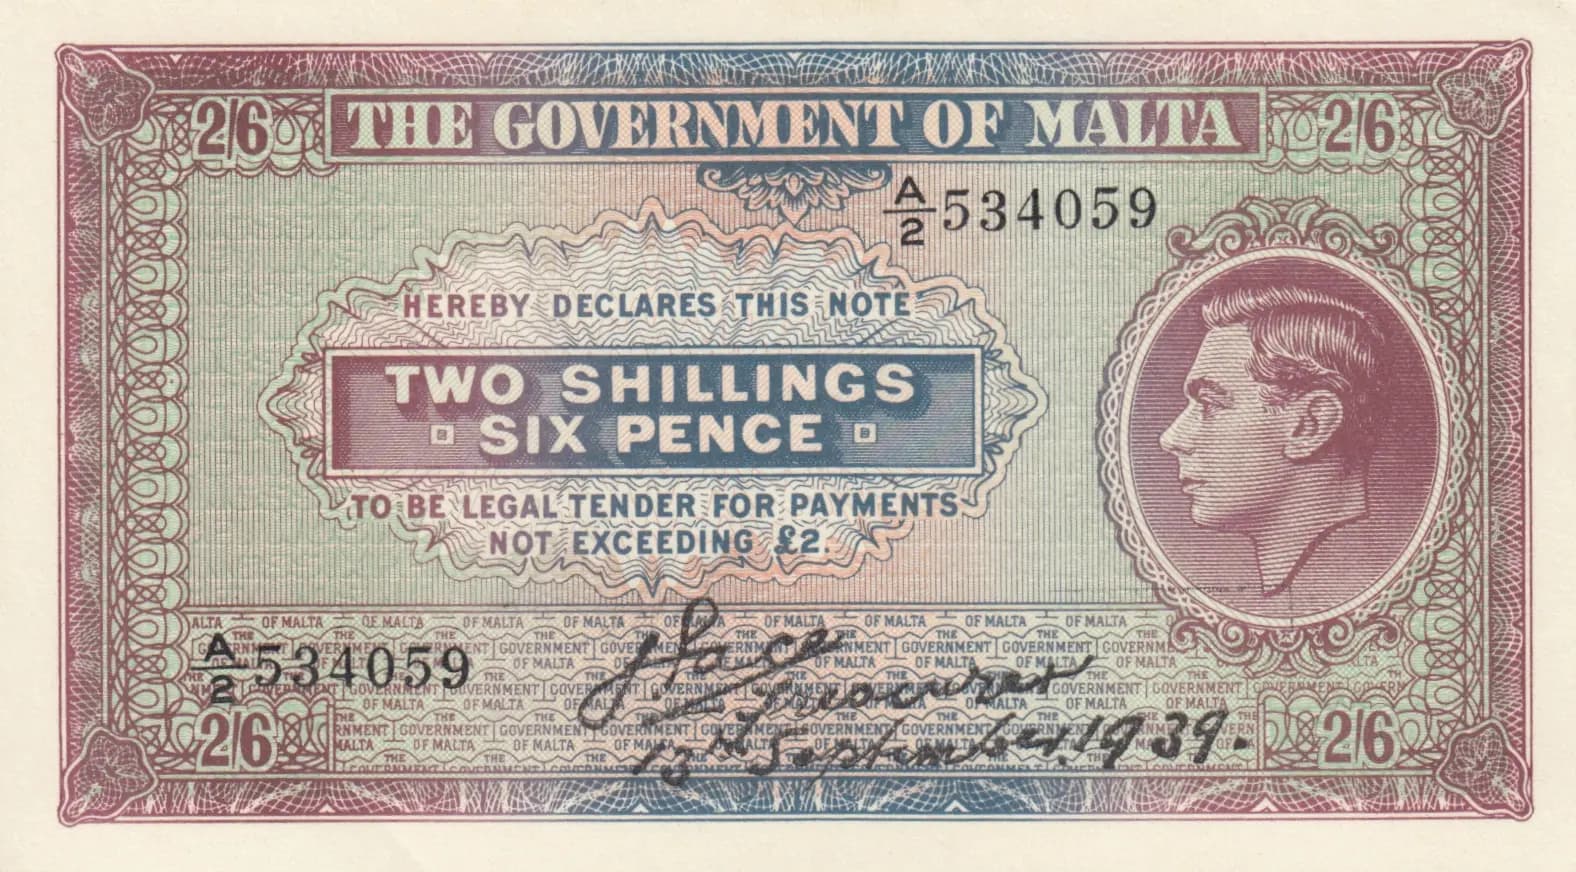 2/6 THE GOVERNMENT OF MALTA 2/6
A/2 534059
HEREBY DECLARES THIS NOTE
TWO SHILLINGS
SIX PENCE
TO BE LEGAL TENDER FOR PAYMENTS
NOT EXCEEDING £2.
A/2 534059
J Pace
Treasurer
13th September 1939.
2/6 2/6